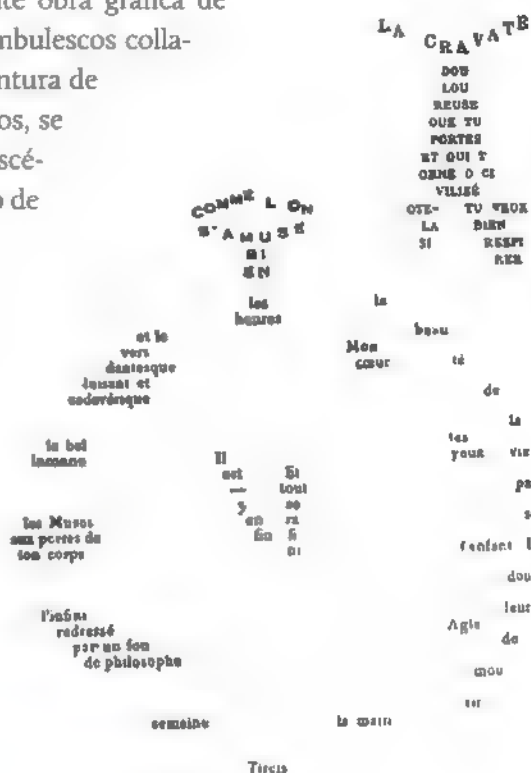 te obra gráfica de
mbulescos colla-
ntura de
os, se
scé-
o de
LA CRAVATE
DOU
LOU
REUSE
QUE TU
PORTES
ET QUI T
ORNE O CI
VILISÉ
OTE- TU VEUX
LA BIEN
SI RESPI
RER
COMME L ON
S'AMUSE
BI
EN
les
heures
et le
vers
dantesque
luisant et
cadavérique
le bel
inconnu
les Muses
aux portes de
ton corps
l'infini
redressé
par un fou
de philosophe
semaine
Il
est
—
y
en
fin
Et
tout
se
ra
fi
ni
Mon
cœur
tes
yeux
l'enfant
Agla
la main
Tircis
la
beau
té
de
la
vie
pa
s
l
dou
leur
de
mou
rir